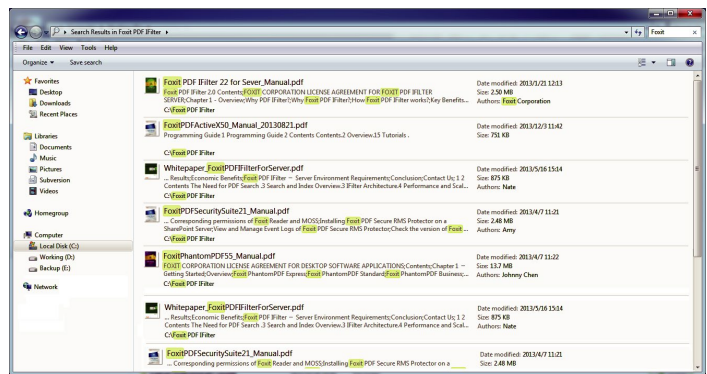 Search Results in Foxit PDF IFilter
Foxit
File Edit View Tools Help
Organize Save search
Favorites
Desktop
Downloads
Recent Places
Libraries
Documents
Music
Pictures
Subversion
Videos
Homegroup
Computer
Local Disk (C:)
Working (D:)
Backup (E:)
Network
Foxit PDF IFilter 22 for Sever_Manual.pdf
Foxit PDF IFilter 2.0 Contents;FOXIT CORPORATION LICENSE AGREEMENT FOR FOXIT PDF IFILTER
SERVER;Chapter 1 - Overview;Why PDF IFilter?;Why Foxit PDF IFilter?;How Foxit PDF IFilter works?;Key Benefits...
C:\Foxit PDF IFilter
Date modified: 2013/1/21 12:13
Size: 2.50 MB
Authors: Foxit Corporation
FoxitPDFActiveX50_Manual_20130821.pdf
Programming Guide 1 Programming Guide 2 Contents Contents.2 Overview.15 Tutorials .
C:\Foxit PDF IFilter
Date modified: 2013/12/3 11:42
Size: 751 KB
Whitepaper_FoxitPDFIFilterForServer.pdf
... Results;Economic Benefits;Foxit PDF IFilter – Server Environment Requirements;Conclusion;Contact Us; 1 2
Contents The Need for PDF Search .3 Search and Index Overview.3 IFilter Architecture.4 Performance and Scal...
C:\Foxit PDF IFilter
Date modified: 2013/5/16 15:14
Size: 875 KB
Authors: Nate
FoxitPDFSecuritySuite21_Manual.pdf
... Corresponding permissions of Foxit Reader and MOSS;Installing Foxit PDF Secure RMS Protector on a
SharePoint Server;View and Manage Event Logs of Foxit PDF Secure RMS Protector;Check the version of Foxit ...
C:\Foxit PDF IFilter
Date modified: 2013/4/7 11:21
Size: 2.48 MB
Authors: Amy
FoxitPhantomPDF55_Manual.pdf
FOXIT CORPORATION LICENSE AGREEMENT FOR DESKTOP SOFTWARE APPLICATIONS;Contents;Chapter 1 –
Getting Started;Overview;Foxit PhantomPDF Express;Foxit PhantomPDF Standard;Foxit PhantomPDF Business;...
C:\Foxit PDF IFilter
Date modified: 2013/4/7 11:22
Size: 13.7 MB
Authors: Johnny Chen
Whitepaper_FoxitPDFIFilterForServer.pdf
... Results;Economic Benefits;Foxit PDF IFilter – Server Environment Requirements;Conclusion;Contact Us; 1 2
Contents The Need for PDF Search .3 Search and Index Overview.3 IFilter Architecture.4 Performance and Scal...
C:\Foxit PDF IFilter
Date modified: 2013/5/16 15:14
Size: 875 KB
Authors: Nate
FoxitPDFSecuritySuite21_Manual.pdf
... Corresponding permissions of Foxit Reader and MOSS;Installing Foxit PDF Secure RMS Protector on a
Date modified: 2013/4/7 11:21
Size: 2.48 MB